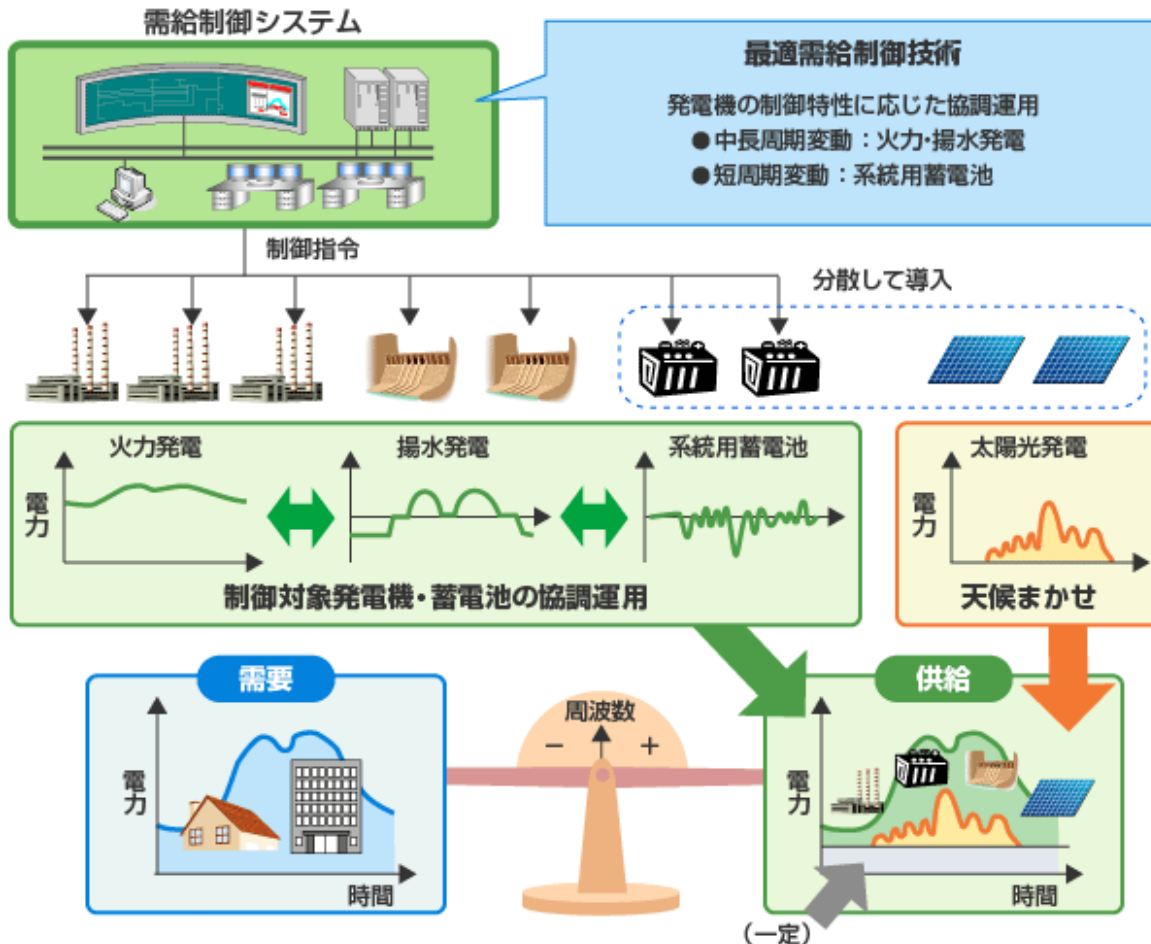 需給制御システム
最適需給制御技術
発電機の制御特性に応じた協調運用
●中長周期変動：火力・揚水発電
●短周期変動：系統用蓄電池
制御指令
分散して導入
火力発電
揚水発電
系統用蓄電池
電力
制御対象発電機・蓄電池の協調運用
太陽光発電
電力
天候まかせ
需要
電力
時間
周波数
− +
供給
電力
時間
（一定）